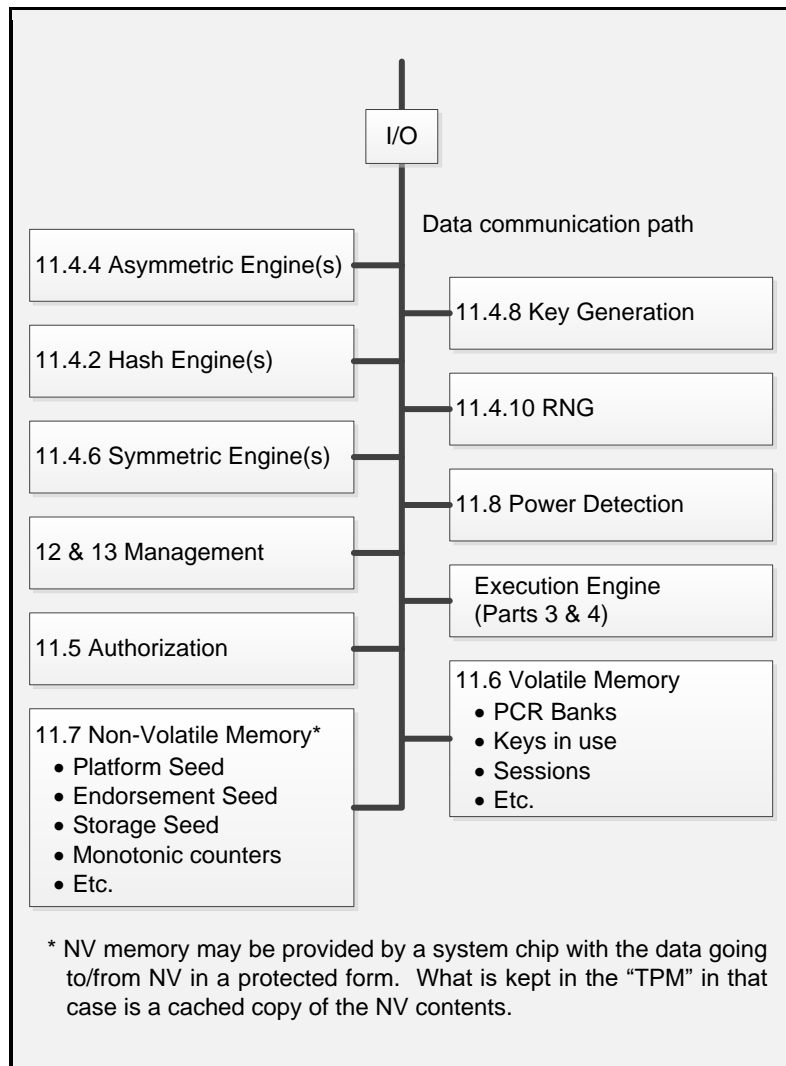 I/O
Data communication path
11.4.4 Asymmetric Engine(s)
11.4.2 Hash Engine(s)
11.4.6 Symmetric Engine(s)
12 & 13 Management
11.5 Authorization
11.7 Non-Volatile Memory*
• Platform Seed
• Endorsement Seed
• Storage Seed
• Monotonic counters
• Etc.
11.4.8 Key Generation
11.4.10 RNG
11.8 Power Detection
Execution Engine
(Parts 3 & 4)
11.6 Volatile Memory
• PCR Banks
• Keys in use
• Sessions
• Etc.
* NV memory may be provided by a system chip with the data going
to/from NV in a protected form. What is kept in the “TPM” in that
case is a cached copy of the NV contents.